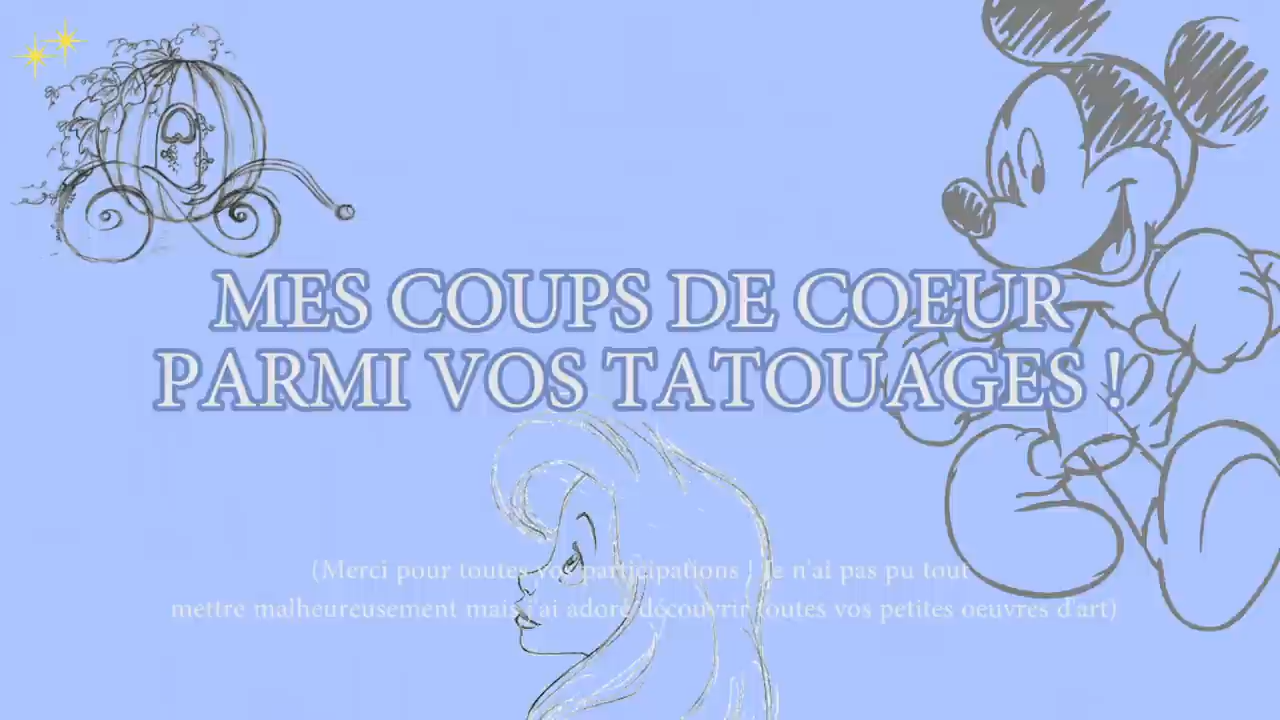 MES COUPS DE COEUR
PARMI VOS TATOUAGES !
(Merci pour toutes vos participations ! Je n'ai pas pu tout
mettre malheureusement mais j'ai adoré découvrir toutes vos petites oeuvres d'art)